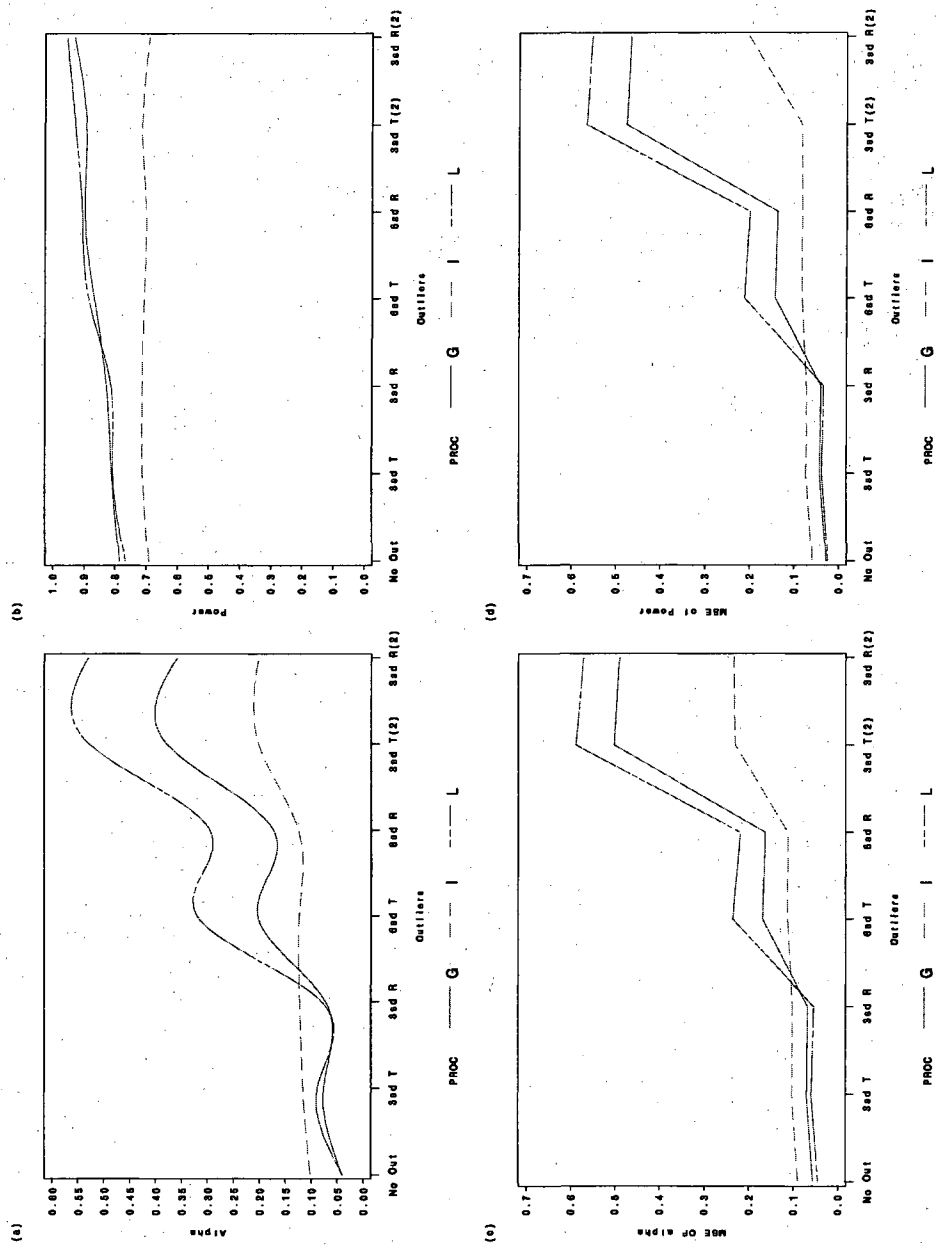 (a)
Alpha
0.60
0.55
0.50
0.45
0.40
0.35
0.30
0.25
0.20
0.15
0.10
0.05
0.00
No Out 3sd T 3sd R 6sd T 6sd R 3sd T(2) 3sd R(2)
Outliers
PROC G I L
(b)
Power
1.0
0.9
0.8
0.7
0.6
0.5
0.4
0.3
0.2
0.1
0.0
No Out 3sd T 3sd R 6sd T 6sd R 3sd T(2) 3sd R(2)
Outliers
PROC G I L
(c)
MSE OF alpha
0.7
0.6
0.5
0.4
0.3
0.2
0.1
0.0
No Out 3sd T 3sd R 6sd T 6sd R 3sd T(2) 3sd R(2)
Outliers
PROC G I L
(d)
MSE of Power
0.7
0.6
0.5
0.4
0.3
0.2
0.1
0.0
No Out 3sd T 3sd R 6sd T 6sd R 3sd T(2) 3sd R(2)
Outliers
PROC G I L